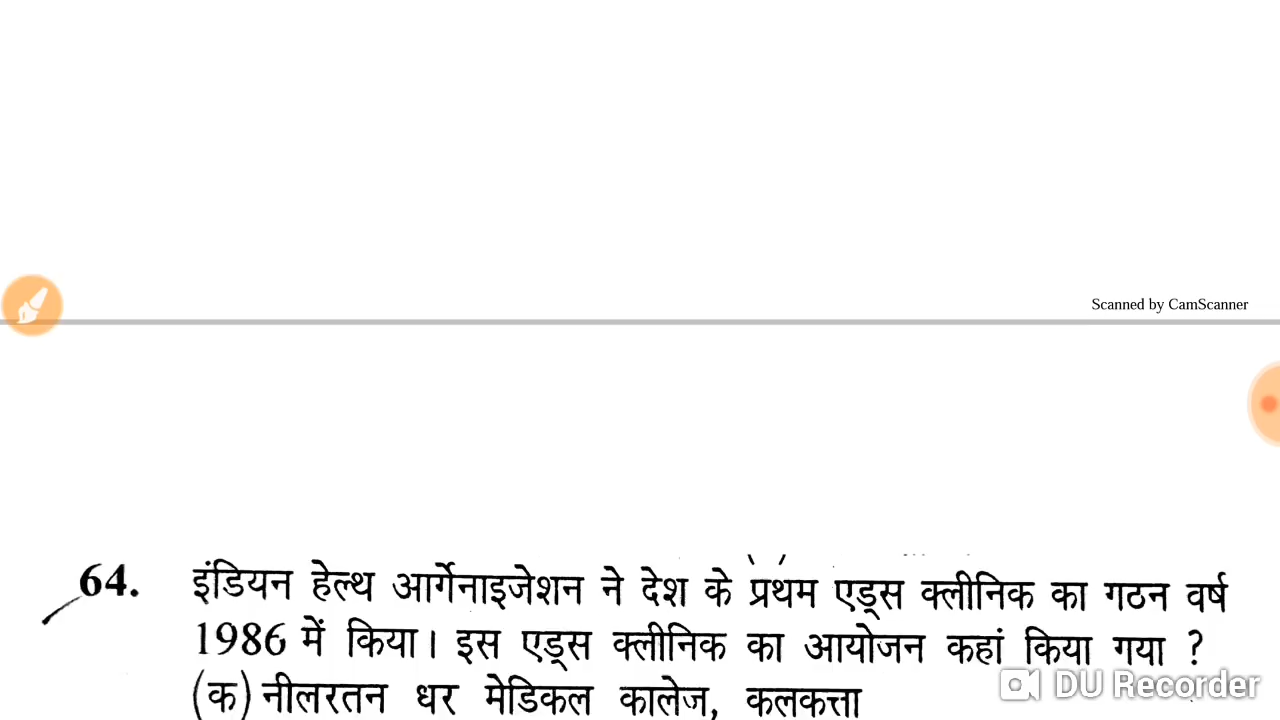 Scanned by CamScanner
64. इंडियन हेल्थ आर्गेनाइजेशन ने देश के प्रथम एड्स क्लीनिक का गठन वर्ष
1986 में किया। इस एड्स क्लीनिक का आयोजन कहां किया गया ?
DU Recorder
(क) नीलरतन धर मेडिकल कालेज, कलकत्ता